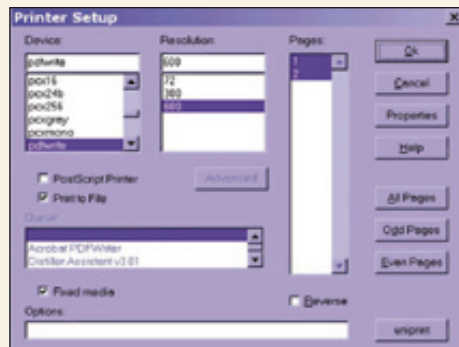 Printer Setup
Device:
pdfwrite
pcx16
pcx24b
pcx256
pcxgrey
pcxmono
pdfwrite
Resolution:
600
72
300
600
Pages:
1
2
Ok
Cancel
Properties
Help
PostScript Printer
Advanced
Print to File
Queue:
Acrobat PDFWriter
Distiller Assistant v3.01
All Pages
Odd Pages
Even Pages
Fixed media
Reverse
Options:
uniprint